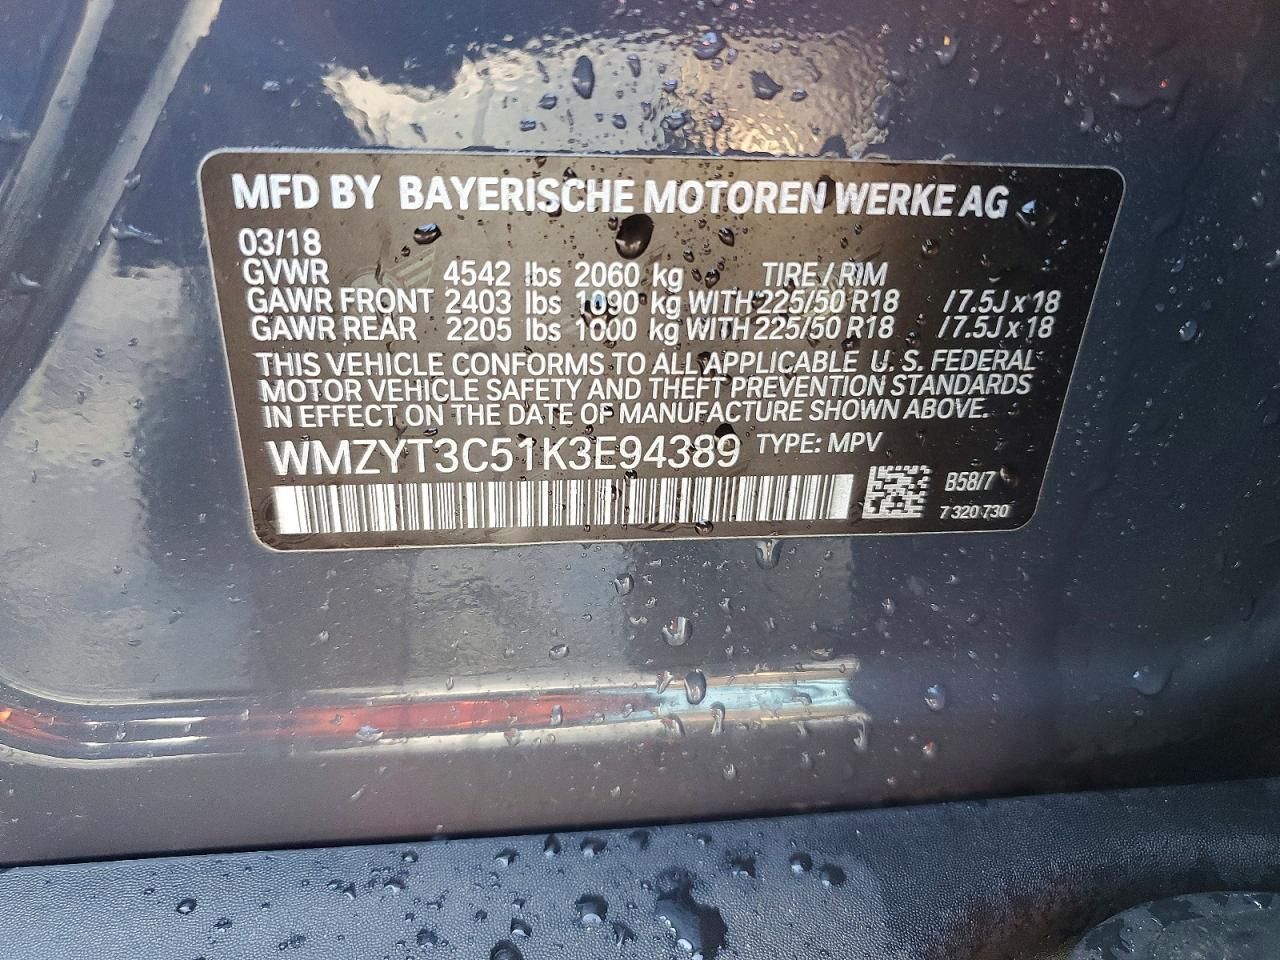 MFD BY BAYERISCHE MOTOREN WERKE AG
03/18
GVWR 4542 lbs 2060 kg TIRE / RIM
GAWR FRONT 2403 lbs 1090 kg WITH 225/50 R18 /7.5J x 18
GAWR REAR 2205 lbs 1000 kg WITH 225/50 R18 /7.5J x 18
THIS VEHICLE CONFORMS TO ALL APPLICABLE U. S. FEDERAL
MOTOR VEHICLE SAFETY AND THEFT PREVENTION STANDARDS
IN EFFECT ON THE DATE OF MANUFACTURE SHOWN ABOVE.
WMZYT3C51K3E94389 TYPE: MPV
B58/7
7 320 730